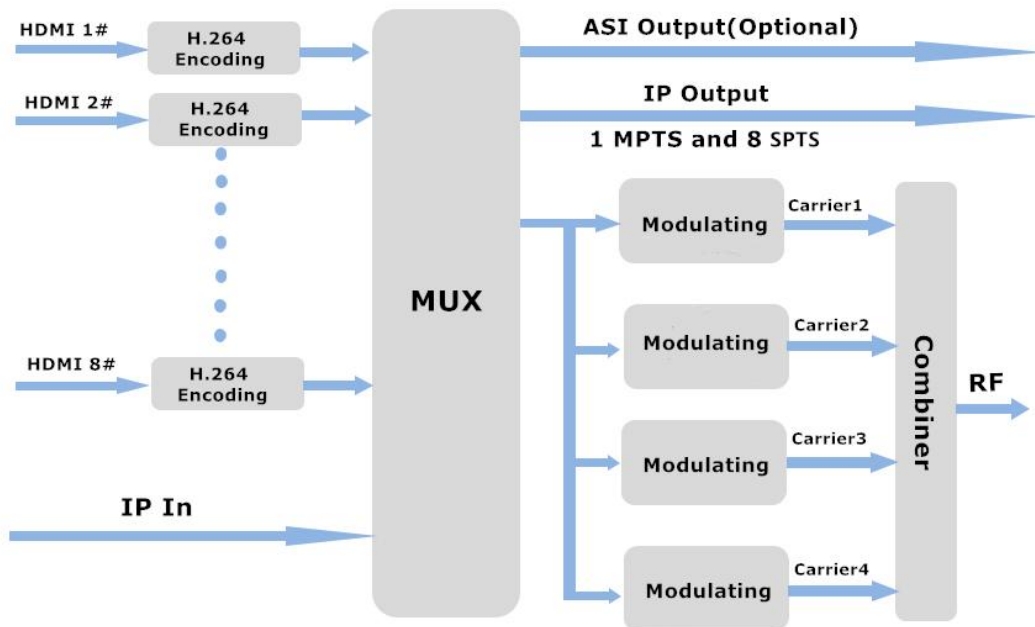 HDMI 1#
H.264
Encoding
HDMI 2#
H.264
Encoding
HDMI 8#
H.264
Encoding
IP In
MUX
ASI Output(Optional)
IP Output
1 MPTS and 8 SPTS
Modulating
Carrier1
Modulating
Carrier2
Modulating
Carrier3
Modulating
Carrier4
Combiner
RF